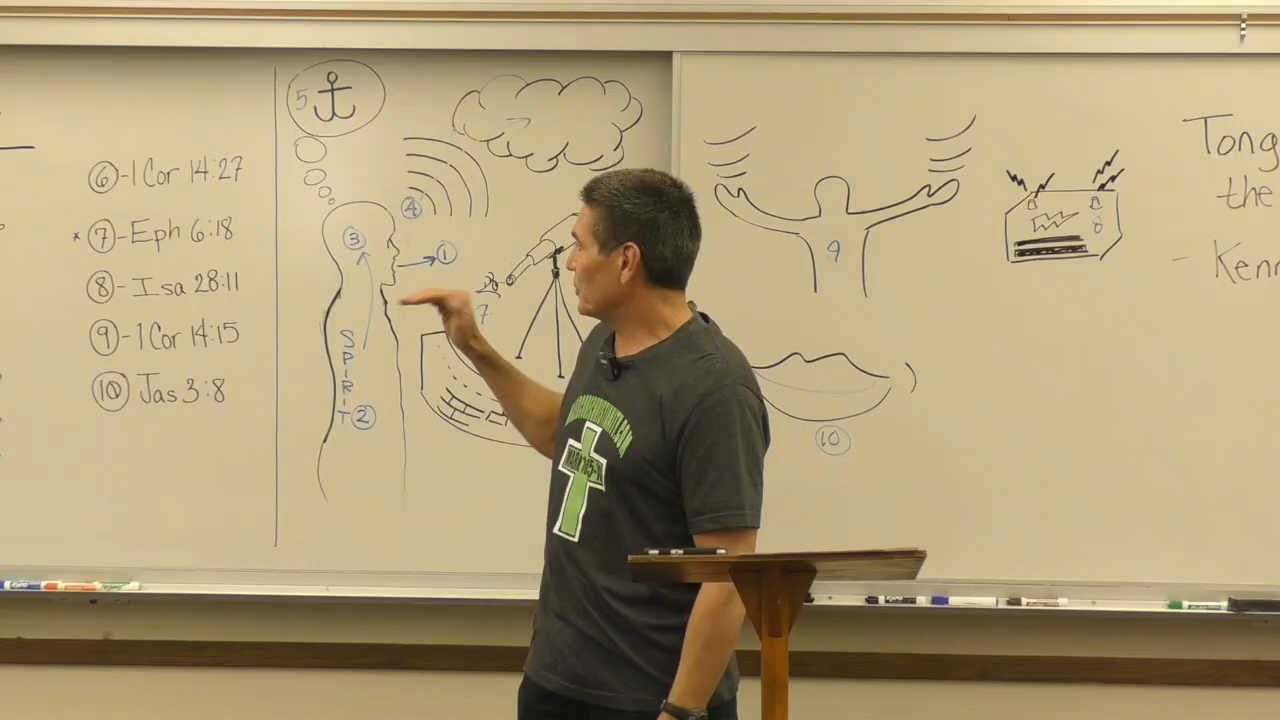 6-1 Cor 14:27
* 7-Eph 6:18
8-Isa 28:11
9-1 Cor 14:15
10 Jas 3:8
5
4
3
1
SPIRIT
2
7
9
8
10
Tong
the
- Kenn